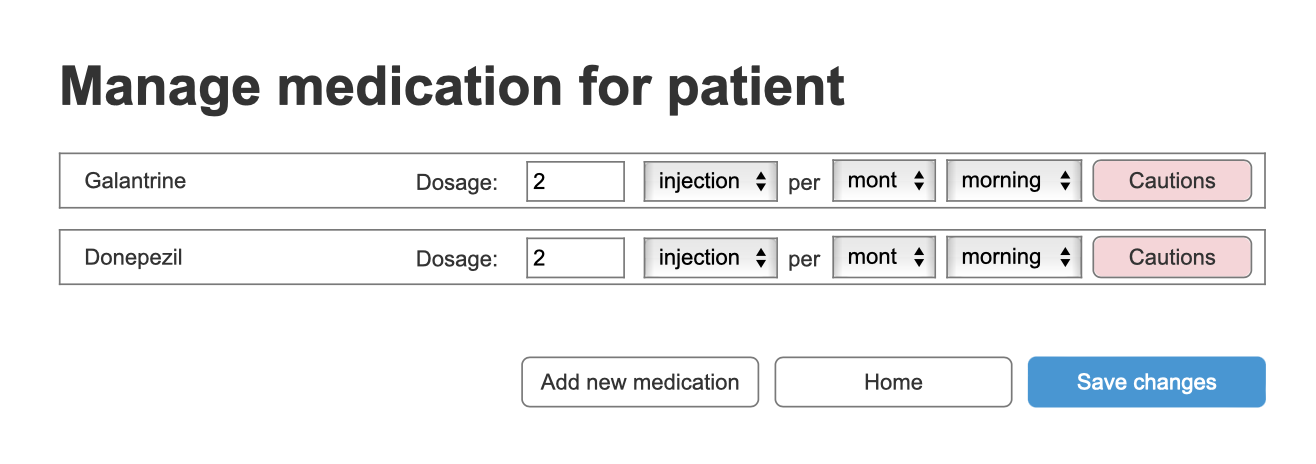 Manage medication for patient
Galantrine Dosage: 2 injection per mont morning Cautions
Donepezil Dosage: 2 injection per mont morning Cautions
Add new medication Home Save changes